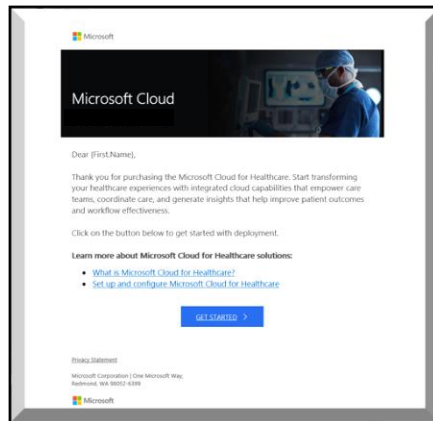 Microsoft
Microsoft Cloud
Dear {First.Name},
Thank you for purchasing the Microsoft Cloud for Healthcare. Start transforming
your healthcare experiences with integrated cloud capabilities that empower care
teams, coordinate care, and generate insights that help improve patient outcomes
and workflow effectiveness.
Click on the button below to get started with deployment.
Learn more about Microsoft Cloud for Healthcare solutions:
• What is Microsoft Cloud for Healthcare?
• Set up and configure Microsoft Cloud for Healthcare
GET STARTED >
Privacy Statement
Microsoft Corporation | One Microsoft Way,
Redmond, WA 98052-6399
Microsoft